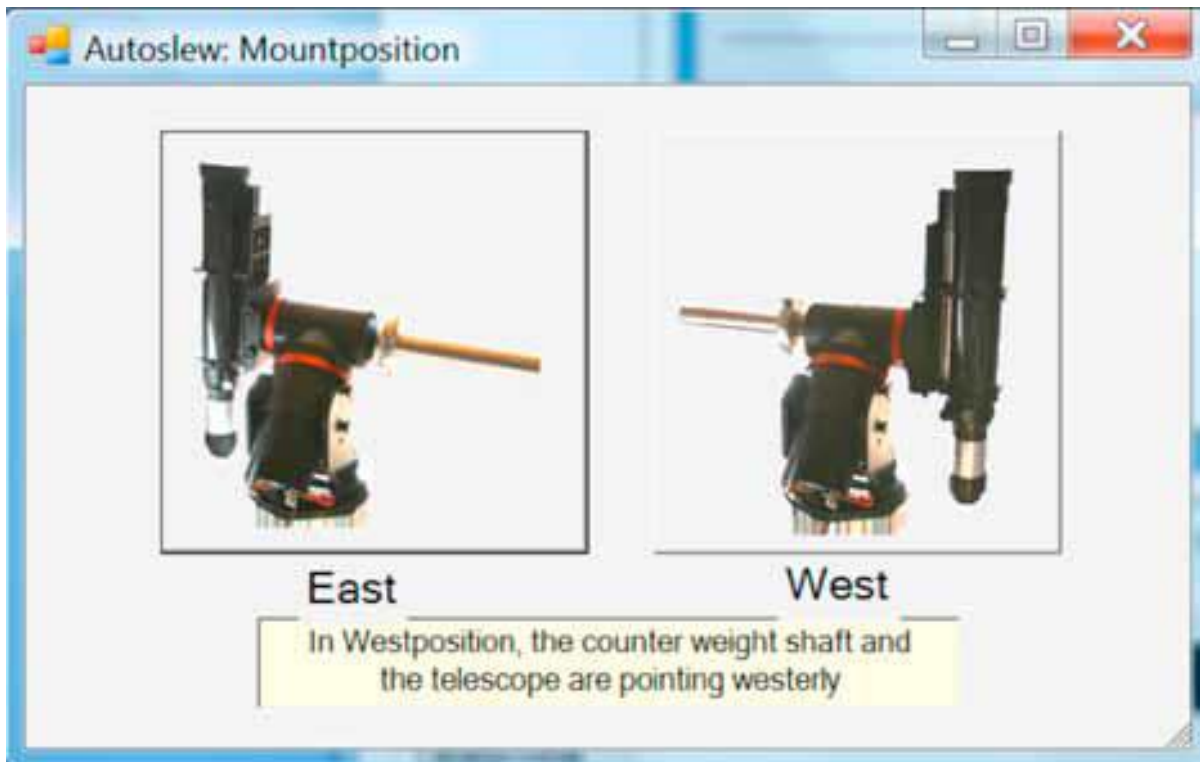 Autoslew: Mountposition
East
West
In Westposition, the counter weight shaft and
the telescope are pointing westerly